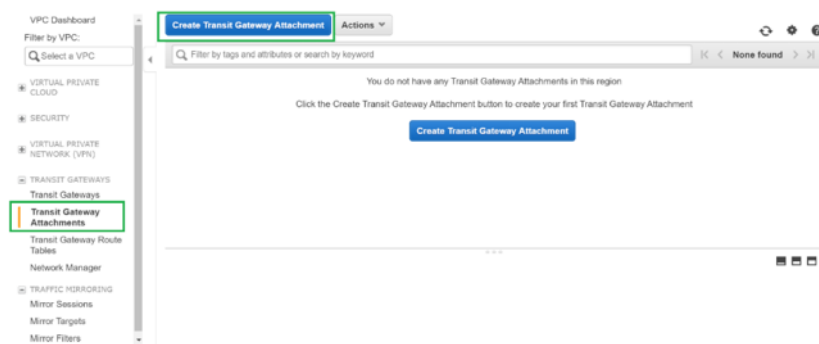 VPC Dashboard
Filter by VPC:
Select a VPC
VIRTUAL PRIVATE
CLOUD
SECURITY
VIRTUAL PRIVATE
NETWORK (VPN)
TRANSIT GATEWAYS
Transit Gateways
Transit Gateway
Attachments
Transit Gateway Route
Tables
Network Manager
TRAFFIC MIRRORING
Mirror Sessions
Mirror Targets
Mirror Filters
Create Transit Gateway Attachment Actions
Filter by tags and attributes or search by keyword
None found
You do not have any Transit Gateway Attachments in this region
Click the Create Transit Gateway Attachment button to create your first Transit Gateway Attachment
Create Transit Gateway Attachment